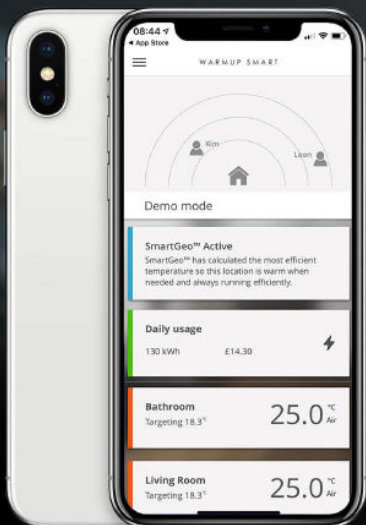 08:44
App Store
WARMUP SMART
Kim
Leon
Demo mode
SmartGeo™ Active
SmartGeo™ has calculated the most efficient
temperature so this location is warm when
needed and always running efficiently.
Daily usage
130 kWh £14.30
Bathroom
Targeting 18.3°
25.0 °C
Air
Living Room
Targeting 18.3°
25.0 °C
Air